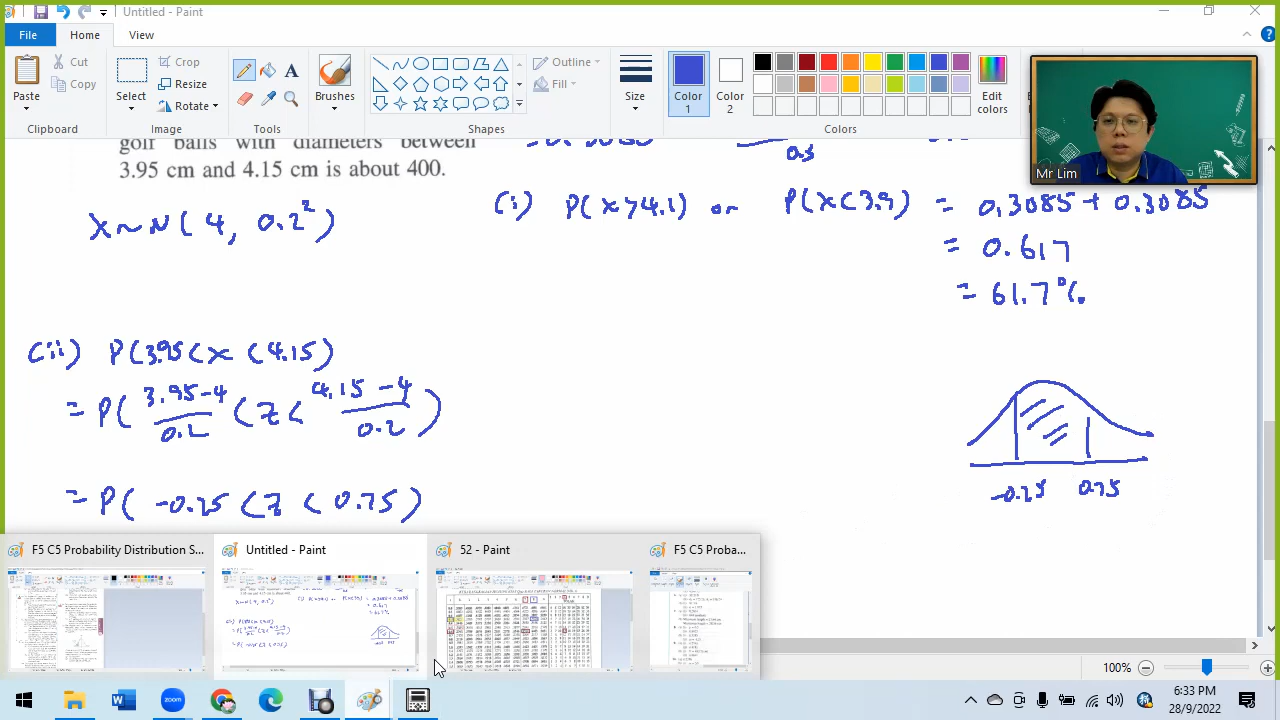 Untitled - Paint
File Home View
Cut
Copy
Paste
Clipboard
Crop
Resize
Rotate
Select
Image
A
Tools
Brushes
Outline
Fill
Shapes
Size
Color 1
Color 2
Edit colors
Colors
Mr Lim
golf balls with diameters between
3.95 cm and 4.15 cm is about 400.
0.5
X~N( 4, 0.2²)
(i) P( X>4.1) or P(X<3.9) = 0.3085 + 0.3085
= 0.617
= 61.7%
(ii) P(3.95<X<4.15)
= P( 3.95-4 / 0.2 < Z < 4.15-4 / 0.2 )
= P( -0.25 < Z < 0.75)
-0.25 0.75
F5 C5 Probability Distribution S...
Untitled - Paint
52 - Paint
F5 C5 Proba...
100%
6:33 PM
28/9/2022